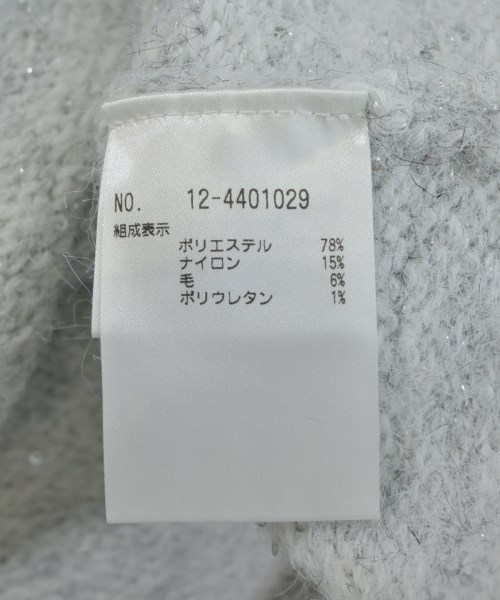 NO. 12-4401029
組成表示
ポリエステル 78%
ナイロン 15%
毛 6%
ポリウレタン 1%